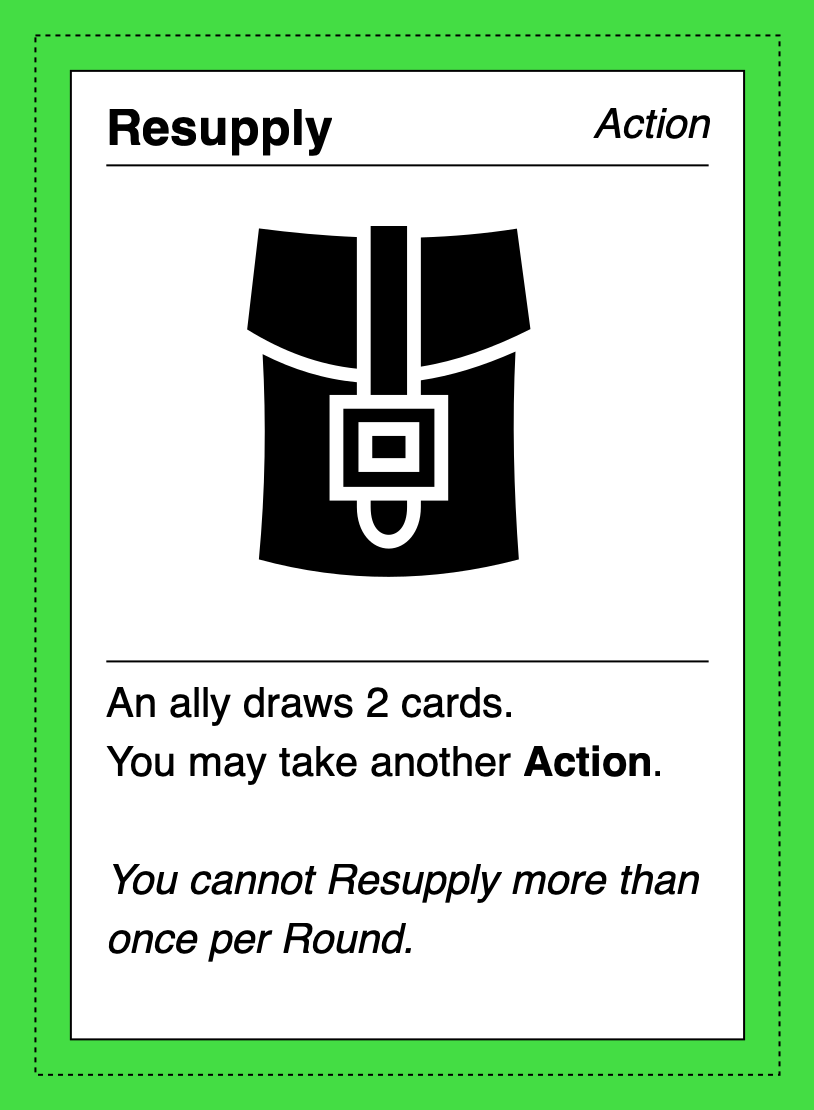 Resupply
Action
An ally draws 2 cards.
You may take another Action.
You cannot Resupply more than
once per Round.